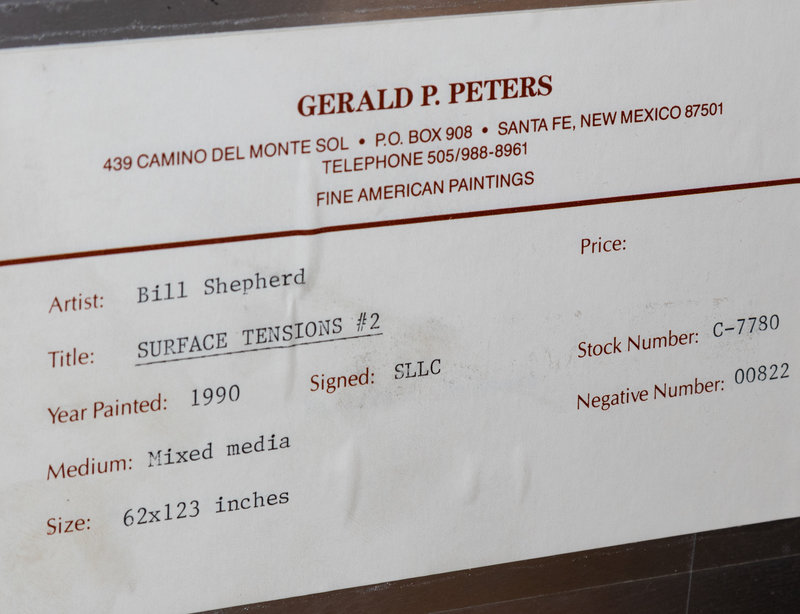 GERALD P. PETERS
439 CAMINO DEL MONTE SOL • P.O. BOX 908 • SANTA FE, NEW MEXICO 87501
TELEPHONE 505/988-8961
FINE AMERICAN PAINTINGS
Price:
Artist: Bill Shepherd
Title: SURFACE TENSIONS #2
Stock Number: C-7780
Year Painted: 1990 Signed: SLLC
Negative Number: 00822
Medium: Mixed media
Size: 62x123 inches